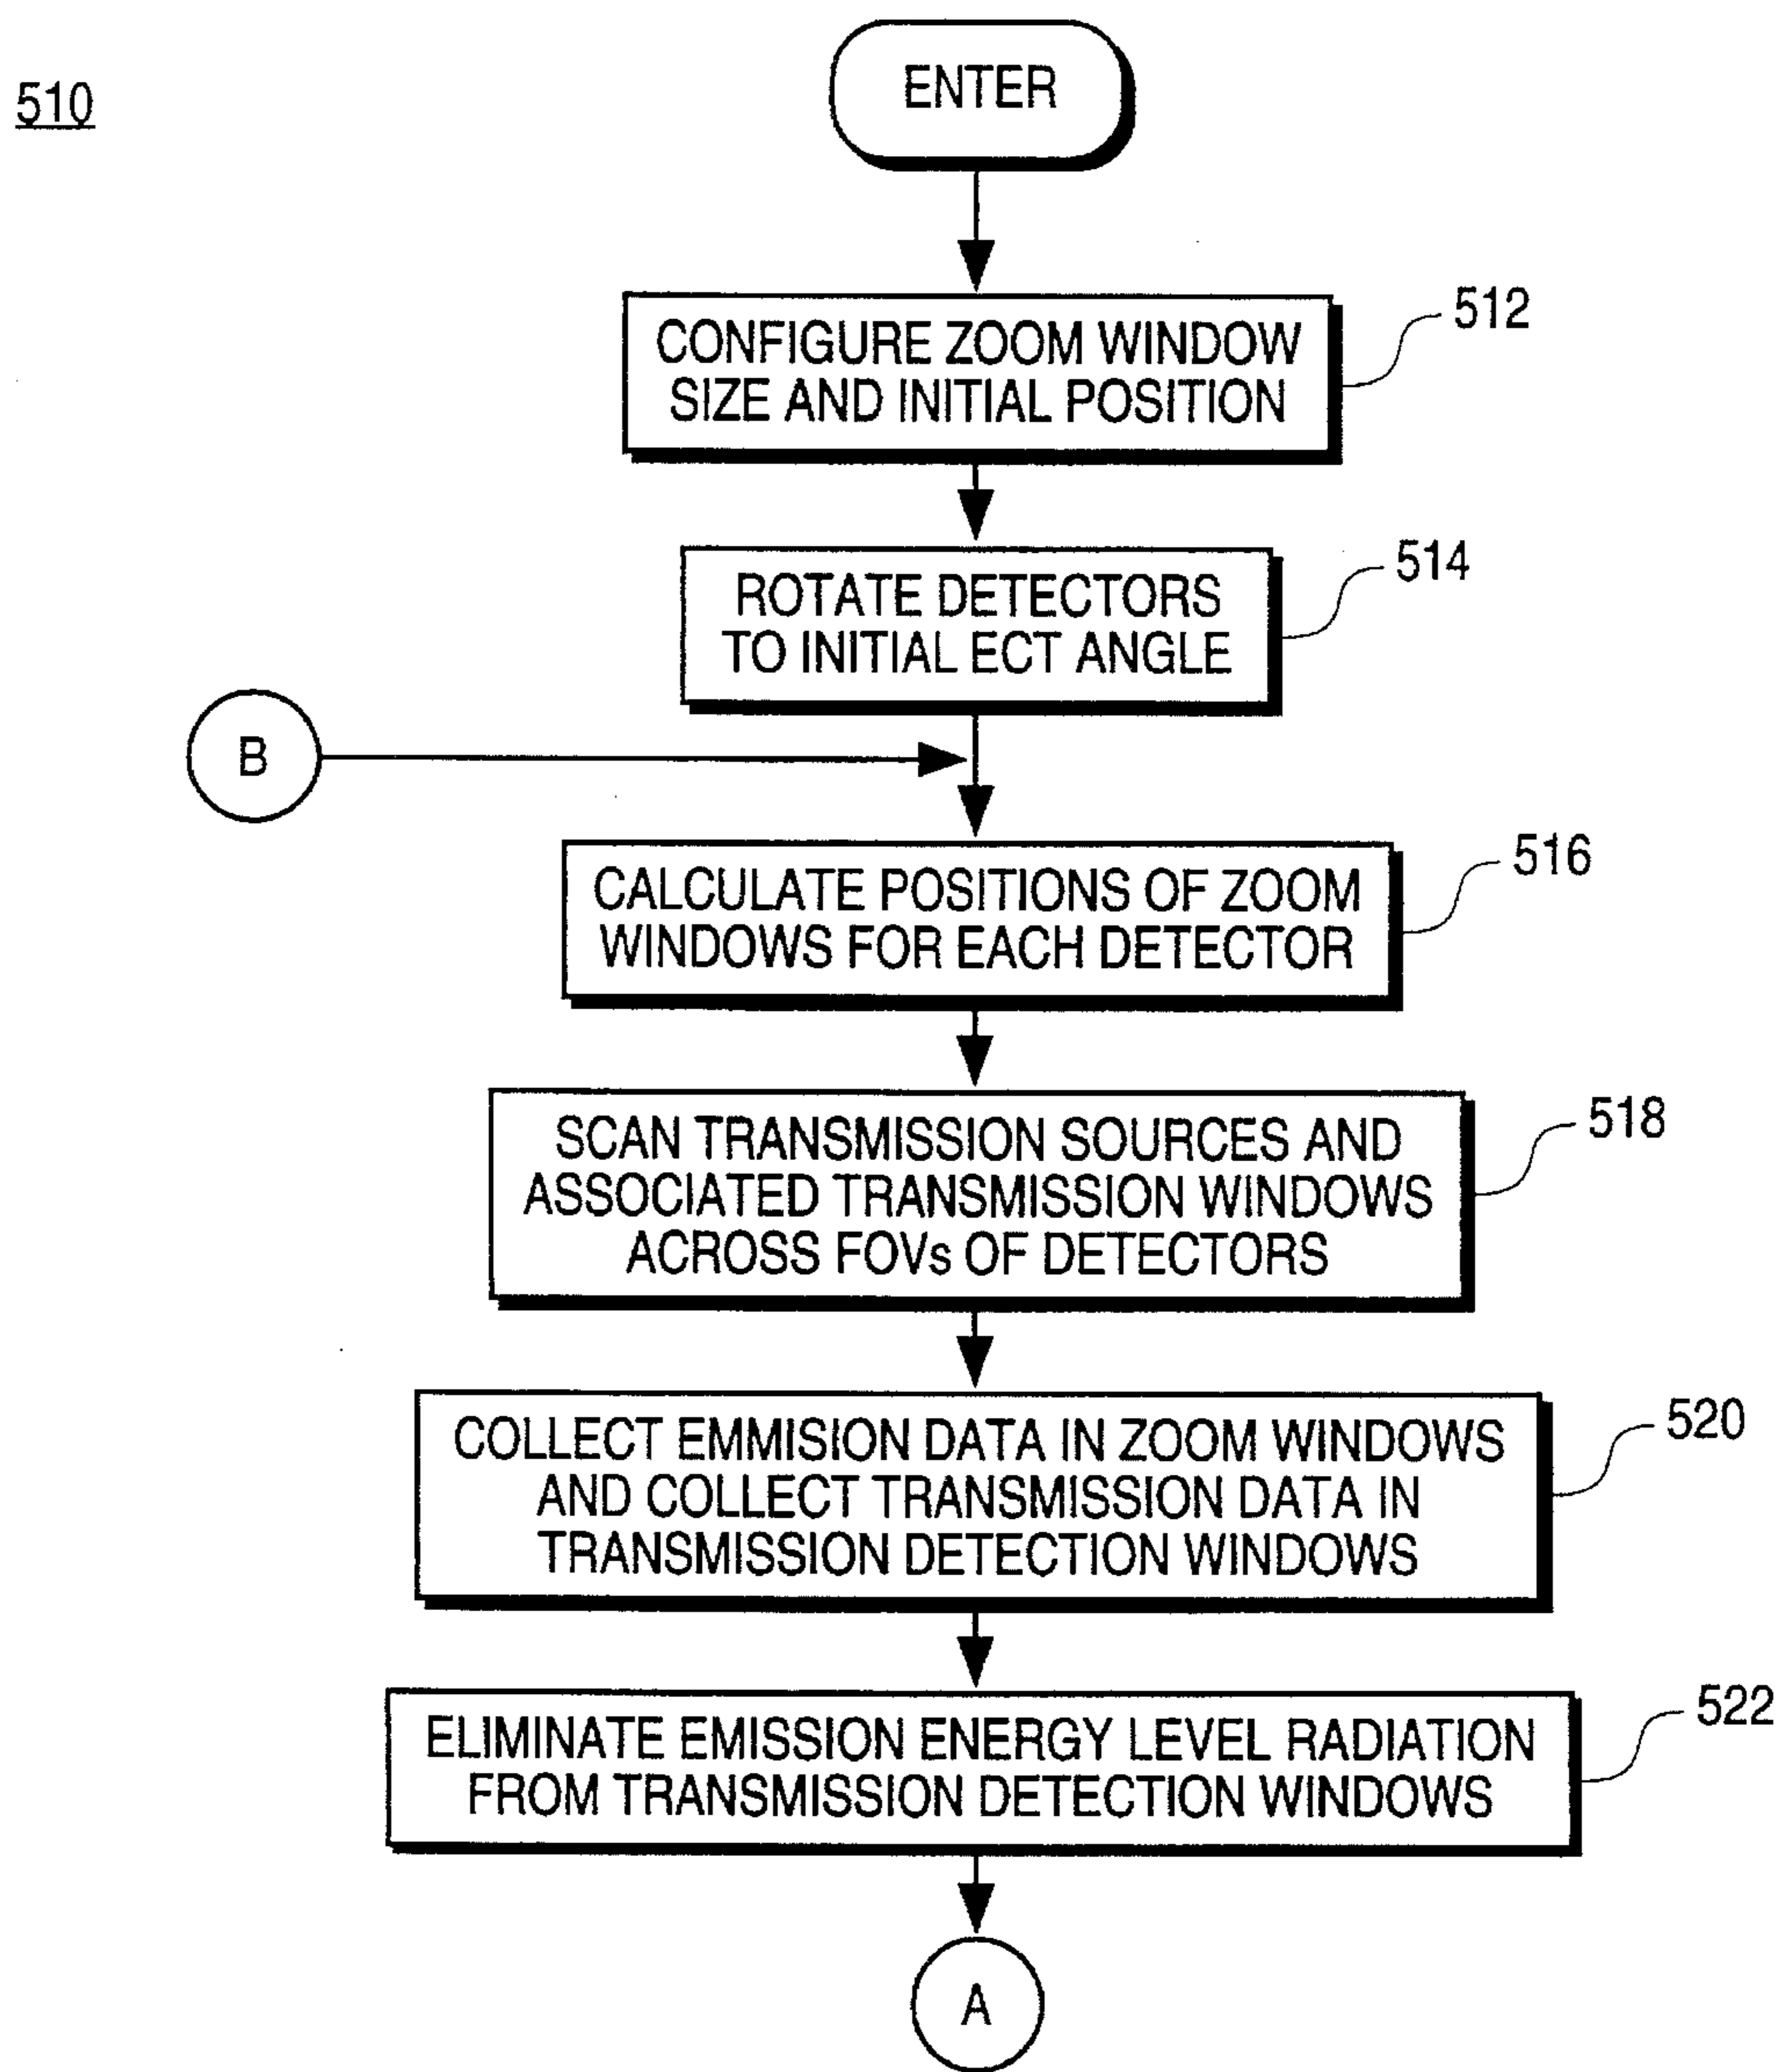 510
ENTER
CONFIGURE ZOOM WINDOW
SIZE AND INITIAL POSITION
512
ROTATE DETECTORS
TO INITIAL ECT ANGLE
514
B
CALCULATE POSITIONS OF ZOOM
WINDOWS FOR EACH DETECTOR
516
SCAN TRANSMISSION SOURCES AND
ASSOCIATED TRANSMISSION WINDOWS
ACROSS FOVs OF DETECTORS
518
COLLECT EMMISION DATA IN ZOOM WINDOWS
AND COLLECT TRANSMISSION DATA IN
TRANSMISSION DETECTION WINDOWS
520
ELIMINATE EMISSION ENERGY LEVEL RADIATION
FROM TRANSMISSION DETECTION WINDOWS
522
A